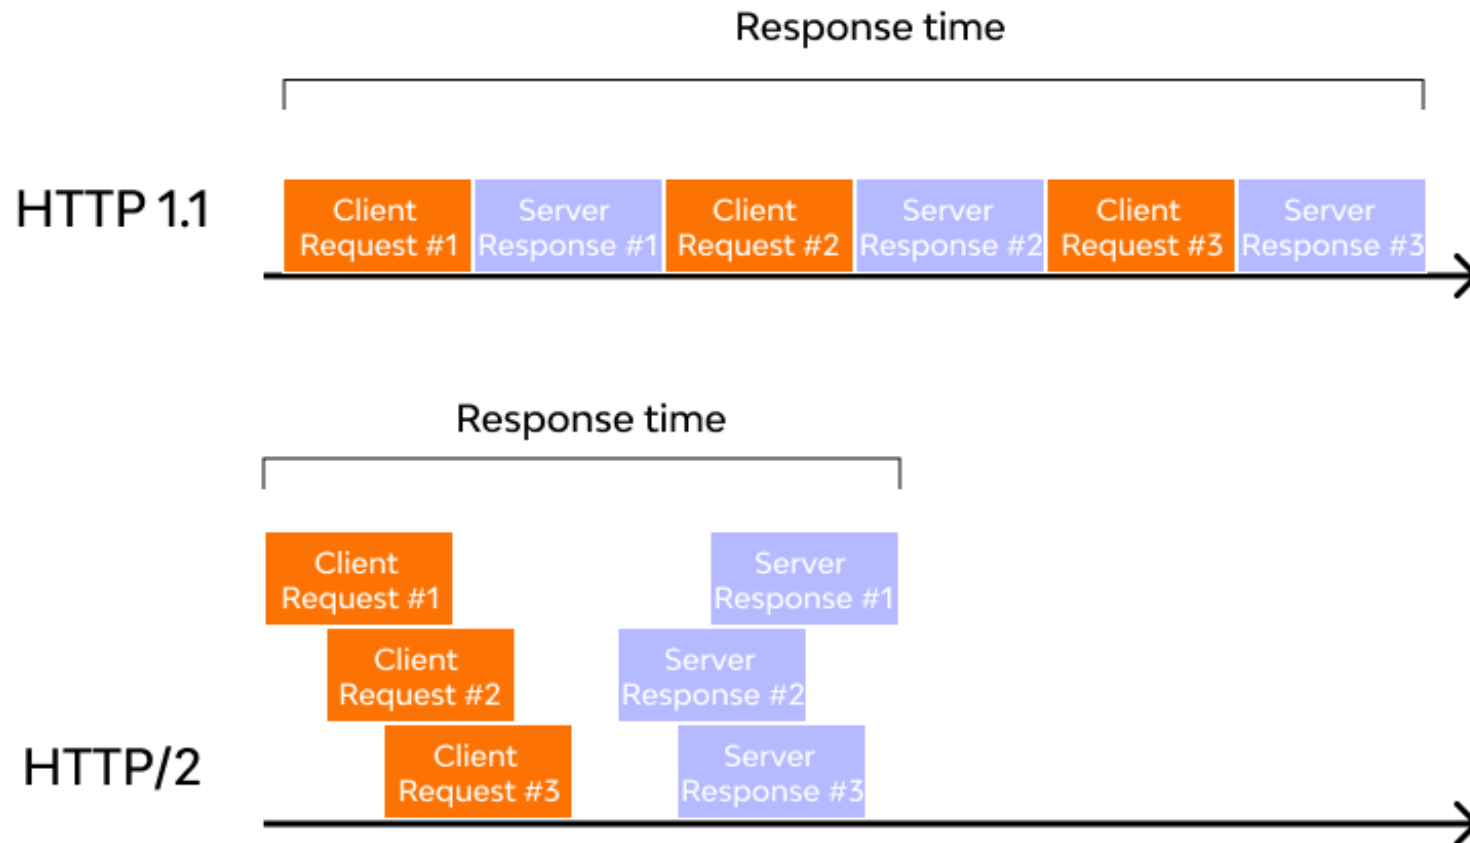 Response time
HTTP 1.1
Client
Request #1
Server
Response #1
Client
Request #2
Server
Response #2
Client
Request #3
Server
Response #3
Response time
HTTP/2
Client
Request #1
Server
Response #1
Client
Request #2
Server
Response #2
Client
Request #3
Server
Response #3